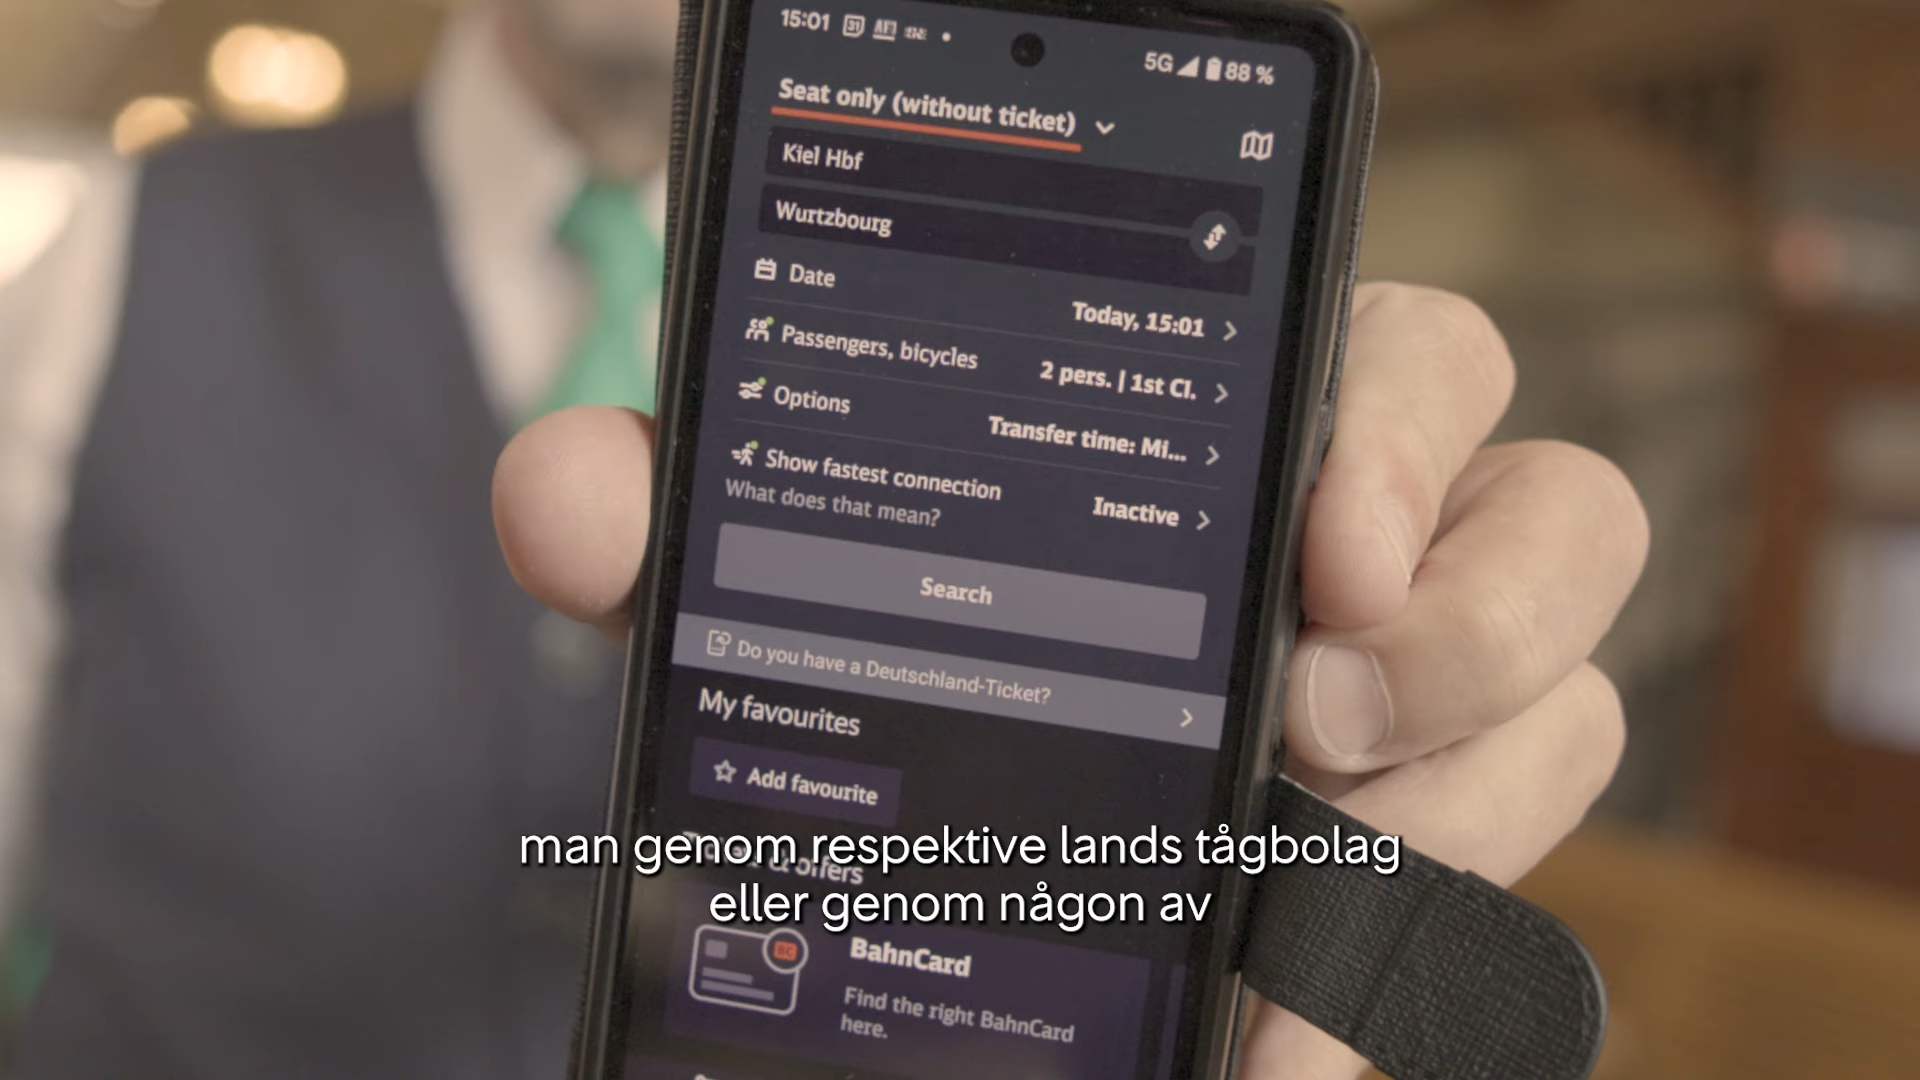 15:01
5G 88 %
Seat only (without ticket)
Kiel Hbf
Wurtzbourg
Date
Today, 15:01
Passengers, bicycles
2 pers. | 1st Cl.
Options
Transfer time: Mi...
Show fastest connection
What does that mean?
Inactive
Search
Do you have a Deutschland-Ticket?
My favourites
Add favourite
& offers
man genom respektive lands tågbolag
eller genom någon av
BC
BahnCard
Find the right BahnCard
here.